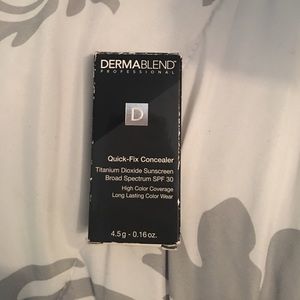 DERMABLEND
PROFESSIONAL
D
Quick-Fix Concealer
Titanium Dioxide Sunscreen
Broad Spectrum SPF 30
High Color Coverage
Long Lasting Color Wear
4.5 g - 0.16 oz.